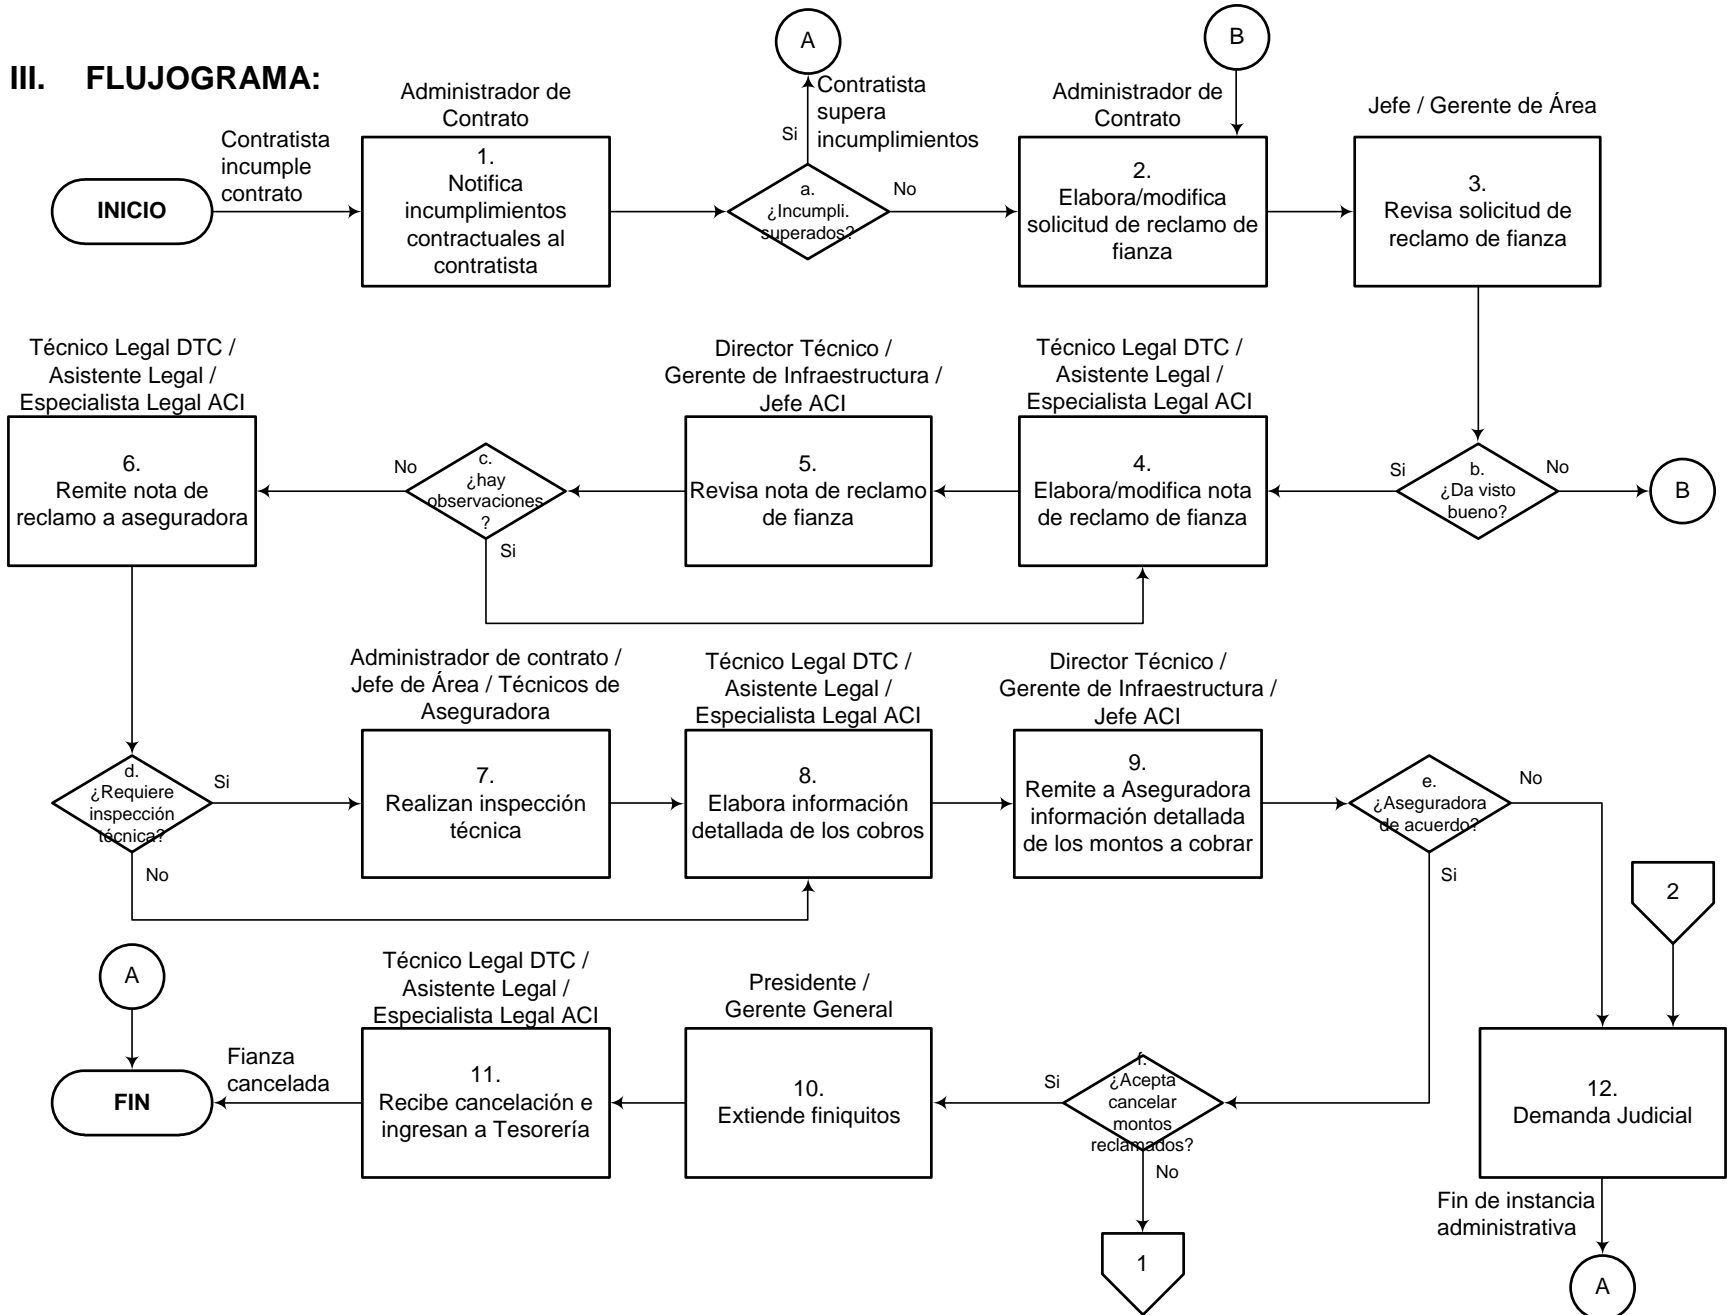 III. FLUJOGRAMA:
A
B
Contratista
incumple
contrato
INICIO
Administrador de
Contrato
1.
Notifica
incumplimientos
contractuales al
contratista
Contratista
supera
incumplimientos
Si
a.
¿Incumpli.
superados?
No
Administrador de
Contrato
2.
Elabora/modifica
solicitud de reclamo de
fianza
Jefe / Gerente de Área
3.
Revisa solicitud de
reclamo de fianza
Técnico Legal DTC /
Asistente Legal /
Especialista Legal ACI
6.
Remite nota de
reclamo a aseguradora
No
c.
¿hay
observaciones
?
Si
Director Técnico /
Gerente de Infraestructura /
Jefe ACI
5.
Revisa nota de reclamo
de fianza
Técnico Legal DTC /
Asistente Legal /
Especialista Legal ACI
4.
Elabora/modifica nota
de reclamo de fianza
Si
b.
¿Da visto
bueno?
No
B
d.
¿Requiere
inspección
técnica?
Si
No
Administrador de contrato /
Jefe de Área / Técnicos de
Aseguradora
7.
Realizan inspección
técnica
Técnico Legal DTC /
Asistente Legal /
Especialista Legal ACI
8.
Elabora información
detallada de los cobros
Director Técnico /
Gerente de Infraestructura /
Jefe ACI
9.
Remite a Aseguradora
información detallada
de los montos a cobrar
e.
¿Aseguradora
de acuerdo?
No
Si
2
A
FIN
Fianza
cancelada
Técnico Legal DTC /
Asistente Legal /
Especialista Legal ACI
11.
Recibe cancelación e
ingresan a Tesorería
Presidente /
Gerente General
10.
Extiende finiquitos
Si
f.
¿Acepta
cancelar
montos
reclamados?
No
1
12.
Demanda Judicial
Fin de instancia
administrativa
A